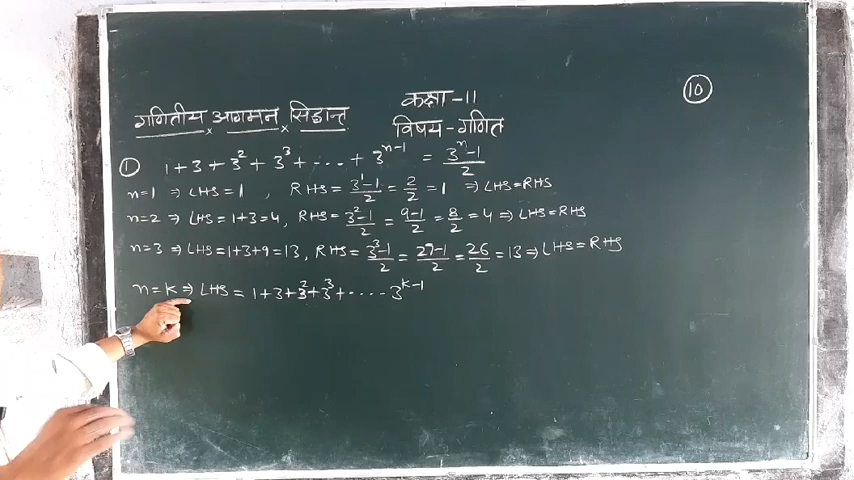 कक्षा -11
10
गणितीय आगमन सिद्धान्त
विषय - गणित
1 1 + 3 + 3² + 3³ + .... + 3ⁿ⁻¹ = (3ⁿ-1)/2
n=1 ⇒ LHS = 1 , RHS = (3¹-1)/2 = 2/2 = 1 ⇒ LHS = RHS
n=2 ⇒ LHS = 1+3 = 4, RHS = (3²-1)/2 = (9-1)/2 = 8/2 = 4 ⇒ LHS = RHS
n=3 ⇒ LHS = 1+3+9 = 13, RHS = (3³-1)/2 = (27-1)/2 = 26/2 = 13 ⇒ LHS = RHS
n=k ⇒ LHS = 1+3+3²+3³+ ..... 3ᵏ⁻¹